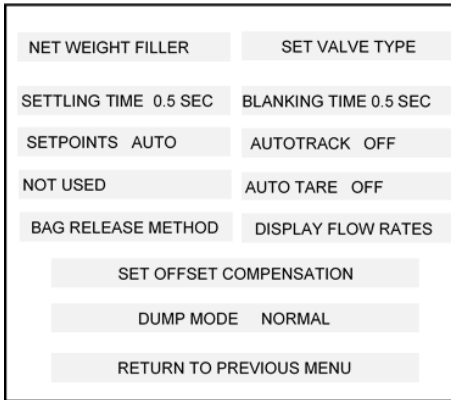 NET WEIGHT FILLER SET VALVE TYPE
SETTLING TIME 0.5 SEC BLANKING TIME 0.5 SEC
SETPOINTS AUTO AUTOTRACK OFF
NOT USED AUTO TARE OFF
BAG RELEASE METHOD DISPLAY FLOW RATES
SET OFFSET COMPENSATION
DUMP MODE NORMAL
RETURN TO PREVIOUS MENU